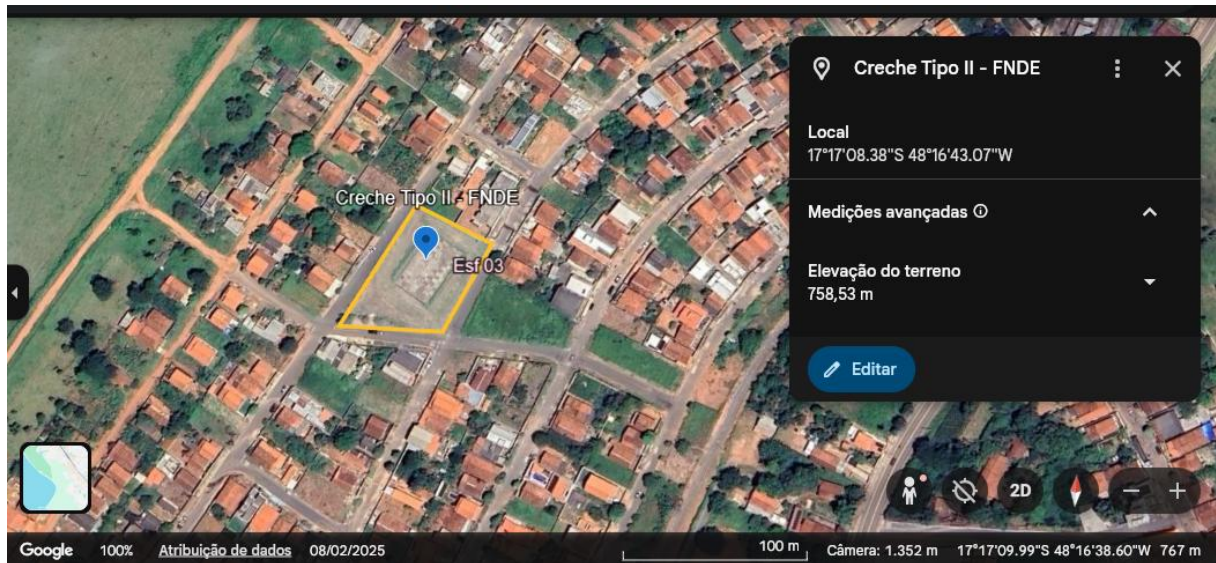 Creche Tipo II - FNDE
Local
17°17'08.38"S 48°16'43.07"W
Medições avançadas
Elevação do terreno
758,53 m
Editar
Creche Tipo II - FNDE
Esf 03
2D
Google 100% Atribuição de dados 08/02/2025 100 m Câmera: 1.352 m 17°17'09.99"S 48°16'38.60"W 767 m